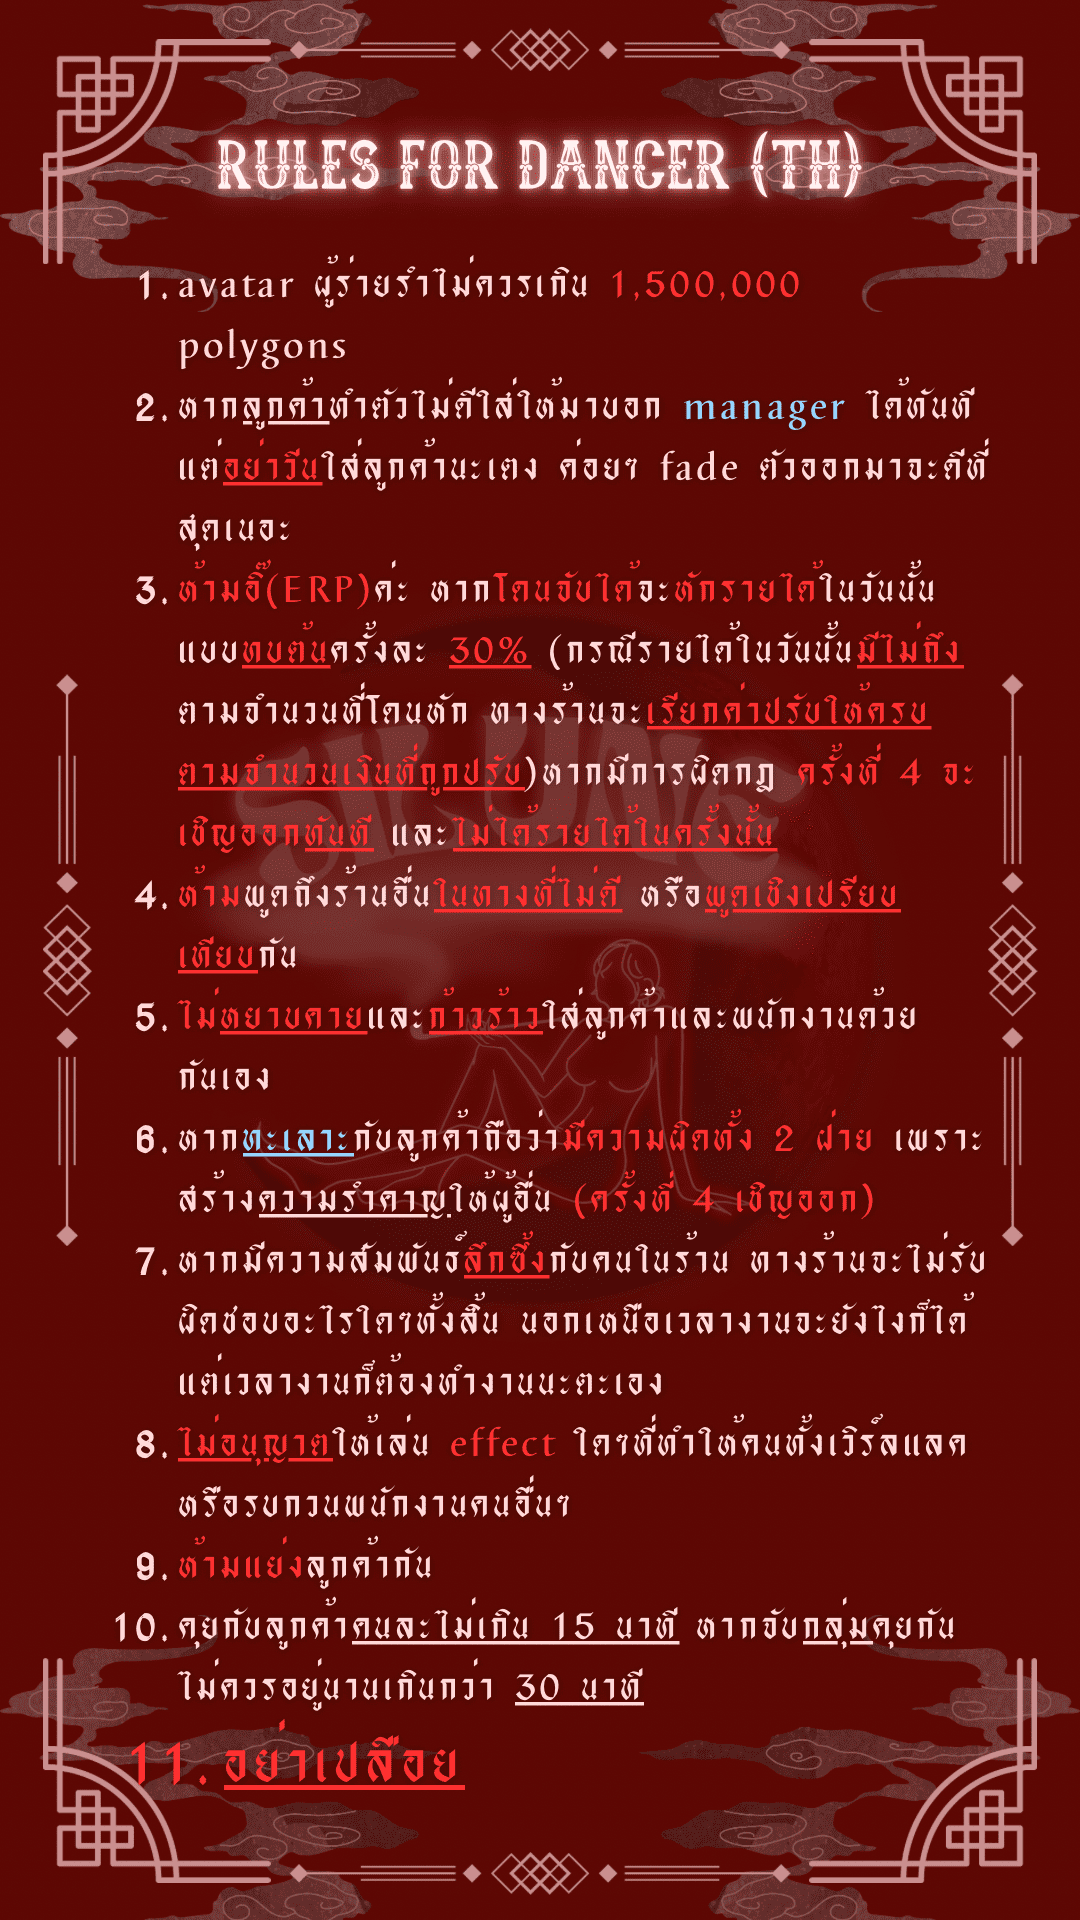 RULES FOR DANCER (TH)
1. avatar ผู้ร่ายรำไม่ควรเกิน 1,500,000
polygons
2. หากลูกค้าทำตัวไม่ดีใส่ให้มาบอก manager ได้ทันที
แต่อย่าวีนใส่ลูกค้านะเตง ค่อยๆ fade ตัวออกมาจะดีที่
สุดเนอะ
3. ห้ามอึ๊(ERP)ค่ะ หากโดนจับได้จะหักรายได้ในวันนั้น
แบบทบต้นครั้งละ 30% (กรณีรายได้ในวันนั้นมีไม่ถึง
ตามจำนวนที่โดนหัก ทางร้านจะเรียกค่าปรับให้ครบ
ตามจำนวนเงินที่ถูกปรับ)หากมีการผิดกฎ ครั้งที่ 4 จะ
เชิญออกทันที และไม่ได้รายได้ในครั้งนั้น
4. ห้ามพูดถึงร้านอื่นในทางที่ไม่ดี หรือพูดเชิงเปรียบ
เทียบกัน
5. ไม่หยาบคายและก้าวร้าวใส่ลูกค้าและพนักงานด้วย
กันเอง
6. หากทะเลาะกับลูกค้าถือว่ามีความผิดทั้ง 2 ฝ่าย เพราะ
สร้างความรำคาญให้ผู้อื่น (ครั้งที่ 4 เชิญออก)
7. หากมีความสัมพันธ์ลึกซึ้งกับคนในร้าน ทางร้านจะไม่รับ
ผิดชอบอะไรใดๆทั้งสิ้น นอกเหนือเวลางานจะยังไงก็ได้
แต่เวลางานก็ต้องทำงานนะตะเอง
8. ไม่อนุญาตให้เล่น effect ใดๆที่ทำให้คนทั้งเวิร์ลแลค
หรือรบกวนพนักงานคนอื่นๆ
9. ห้ามแย่งลูกค้ากัน
10. คุยกับลูกค้าคนละไม่เกิน 15 นาที หากจับกลุ่มคุยกัน
ไม่ควรอยู่นานเกินกว่า 30 นาที
11. อย่าเปลือย